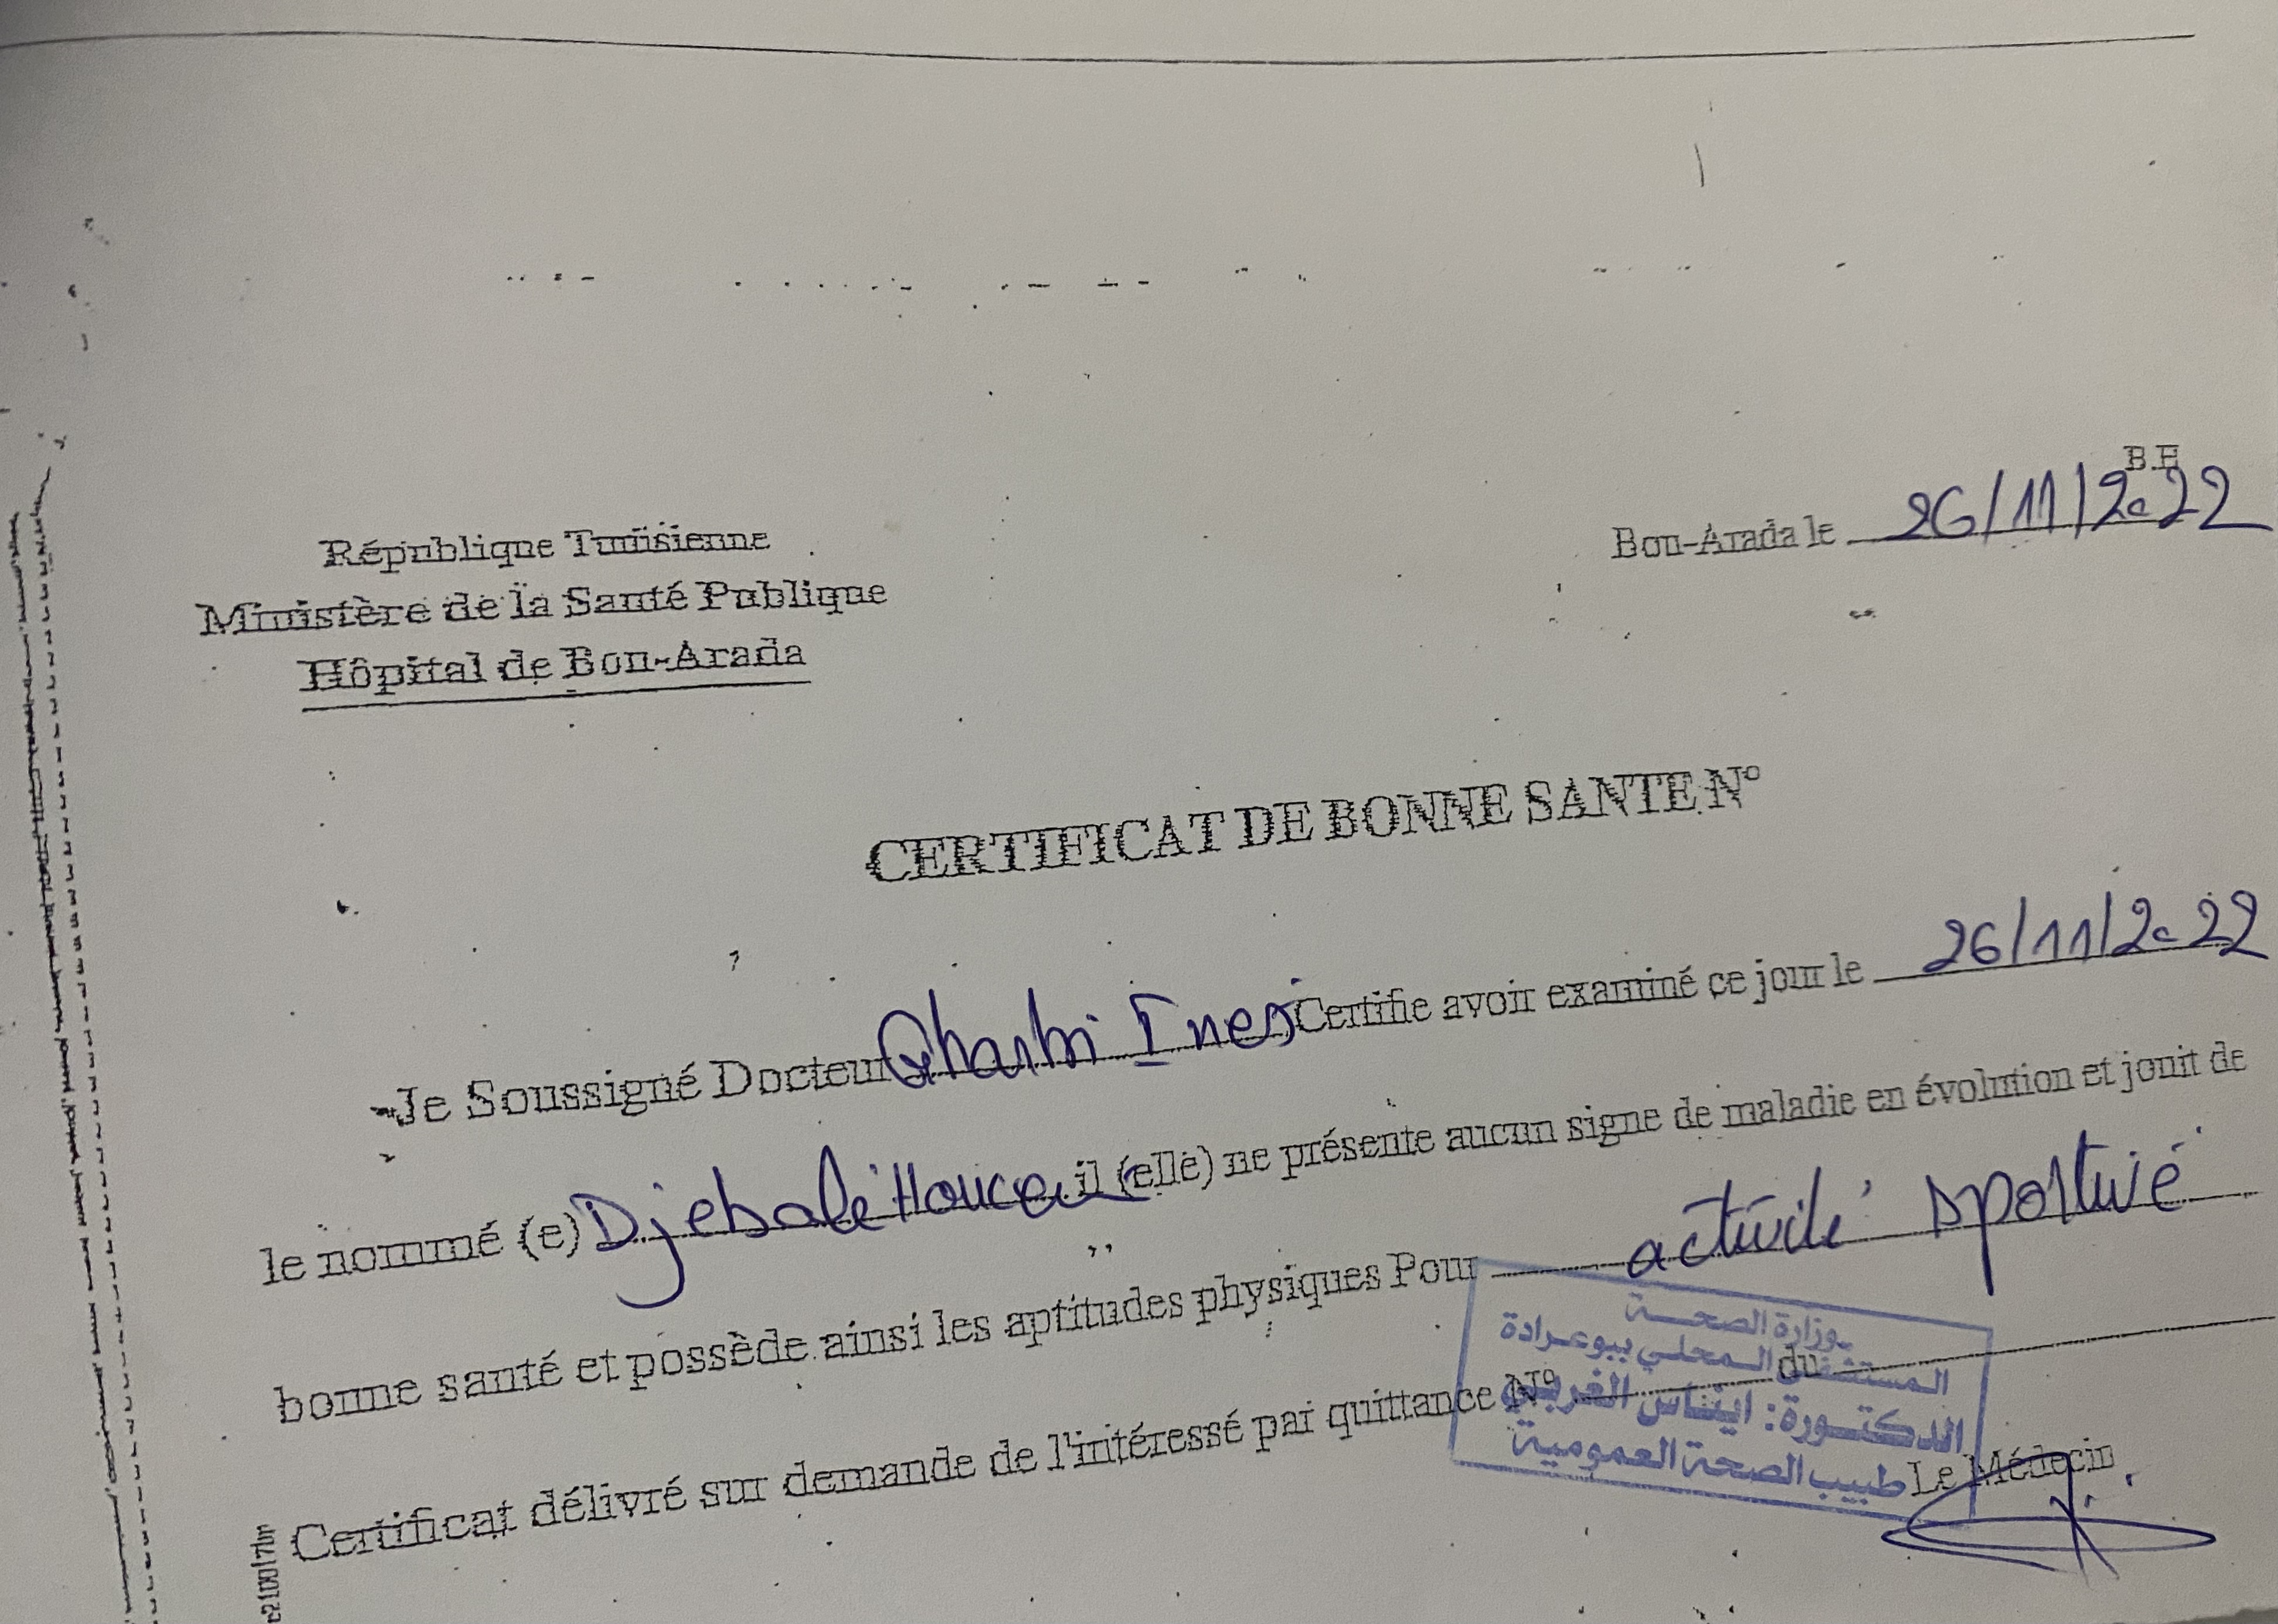 B.E
République Tunisienne
Bou-Arada le 26/11/2022
Ministère de la Santé Publique
Hôpital de Bou-Arada
CERTIFICAT DE BONNE SANTE N°
Je Soussigné Docteur Gharbi Ines Certifie avoir examiné ce jour le 26/11/2022
le nommé (e) Djebali il (elle) ne présente aucun signe de maladie en évolution et jouit de
bonne santé et possède ainsi les aptitudes physiques Pour activité sportive
Certificat délivré sur demande de l'intéressé par quittance N° du
Le Médecin
وزارة الصحة
المستشفى المحلي ببوعرادة
الدكتورة: ايناس الغربي
طبيب الصحة العمومية